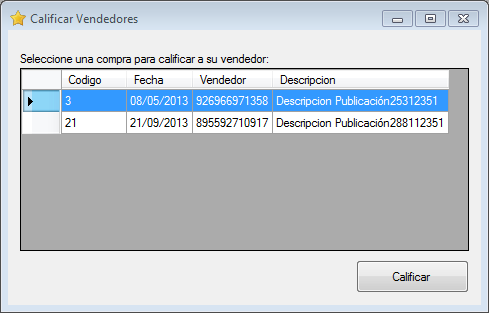 Calificar Vendedores
Seleccione una compra para calificar a su vendedor:
Codigo Fecha Vendedor Descripcion
3 08/05/2013 926966971358 Descripcion Publicación25312351
21 21/09/2013 895592710917 Descripcion Publicación288112351
Calificar